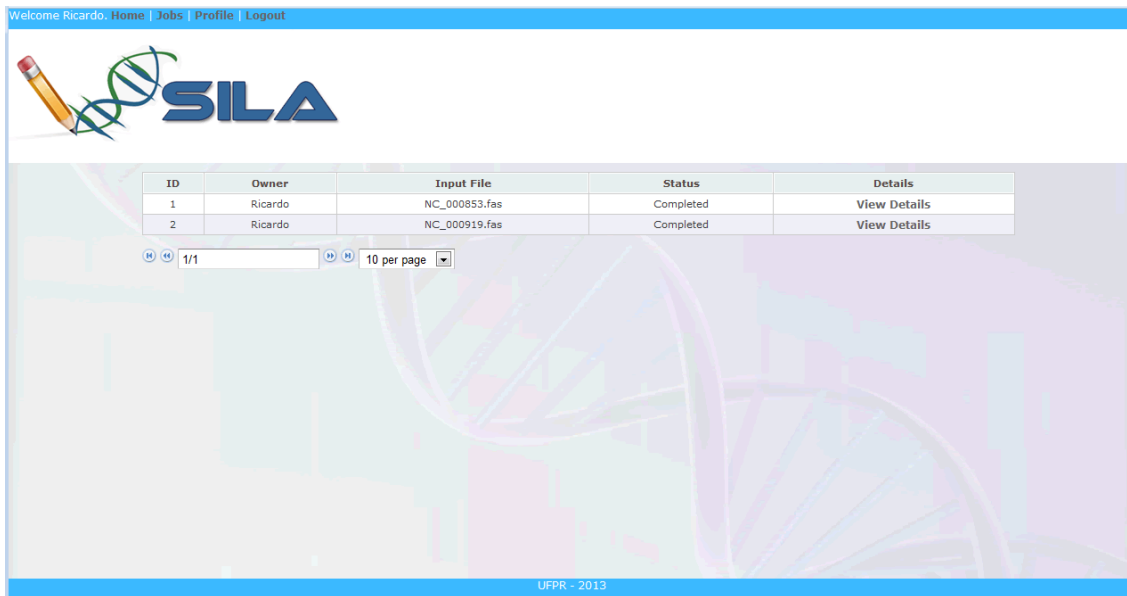 Welcome Ricardo. Home | Jobs | Profile | Logout
SILA
ID Owner Input File Status Details
1 Ricardo NC_000853.fas Completed View Details
2 Ricardo NC_000919.fas Completed View Details
1/1 10 per page
UFPR - 2013